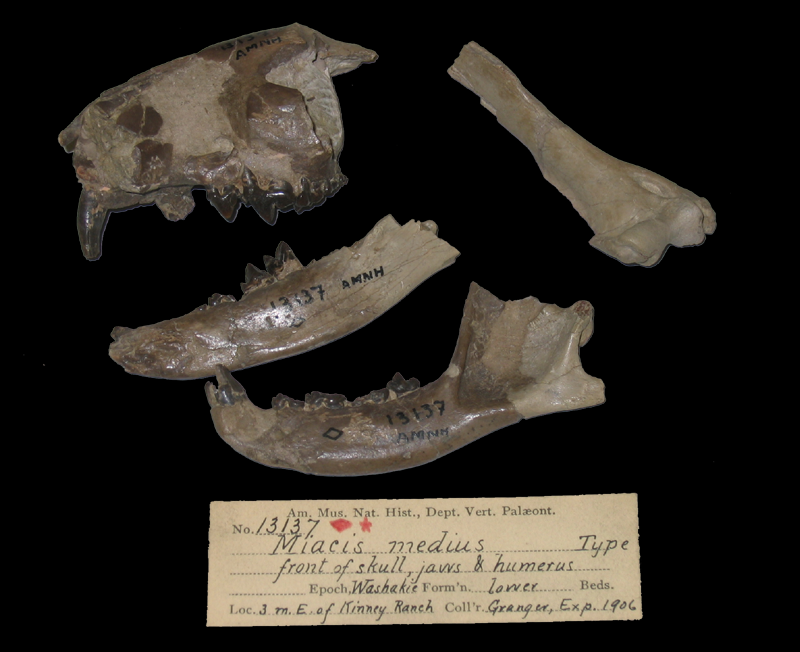 13137
AMNH
13137 AMNH
13137
AMNH
Am. Mus. Nat. Hist., Dept. Vert. Palæont.
No. 13137
Miacis medius Type
front of skull, jaws & humerus
Epoch, Washakie Form'n. lower Beds.
Loc. 3 m. E. of Kinney Ranch Coll'r. Granger, Exp. 1906